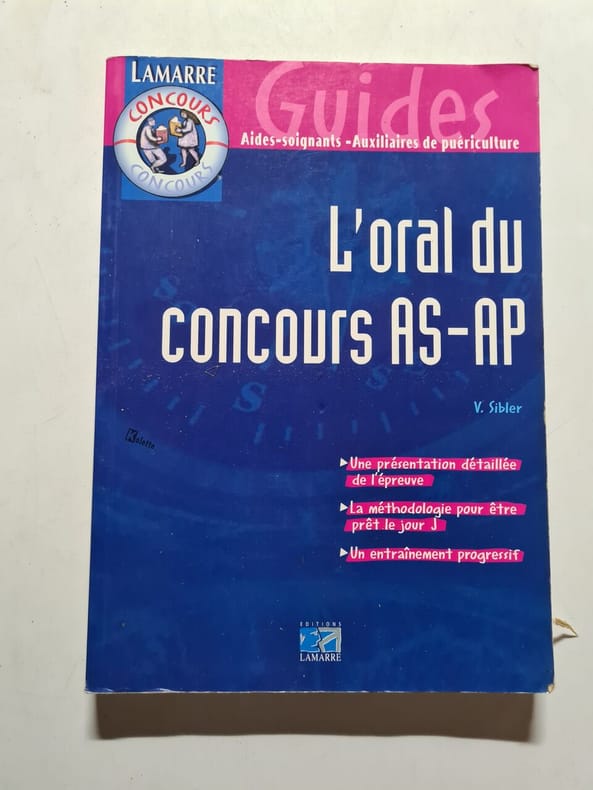 LAMARRE
CONCOURS
CONCOURS
Guides
Aides-soignants -Auxiliaires de puériculture
L'oral du
concours AS-AP
V. Sibler
Une présentation détaillée
de l'épreuve
La méthodologie pour être
prêt le jour J
Un entraînement progressif
EDITIONS
LAMARRE